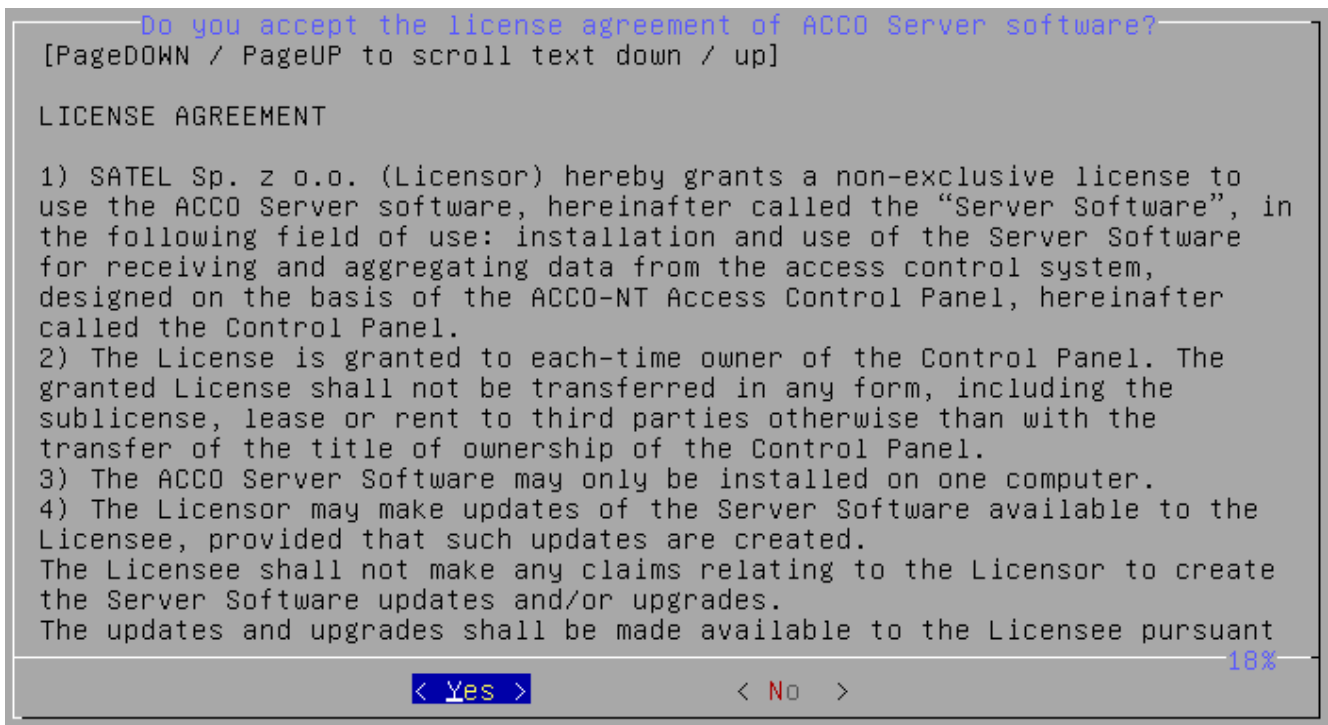 Do you accept the license agreement of ACCO Server software?
[PageDOWN / PageUP to scroll text down / up]
LICENSE AGREEMENT
1) SATEL Sp. z o.o. (Licensor) hereby grants a non-exclusive license to
use the ACCO Server software, hereinafter called the “Server Software”, in
the following field of use: installation and use of the Server Software
for receiving and aggregating data from the access control system,
designed on the basis of the ACCO-NT Access Control Panel, hereinafter
called the Control Panel.
2) The License is granted to each-time owner of the Control Panel. The
granted License shall not be transferred in any form, including the
sublicense, lease or rent to third parties otherwise than with the
transfer of the title of ownership of the Control Panel.
3) The ACCO Server Software may only be installed on one computer.
4) The Licensor may make updates of the Server Software available to the
Licensee, provided that such updates are created.
The Licensee shall not make any claims relating to the Licensor to create
the Server Software updates and/or upgrades.
The updates and upgrades shall be made available to the Licensee pursuant
18%
< Yes > < No >